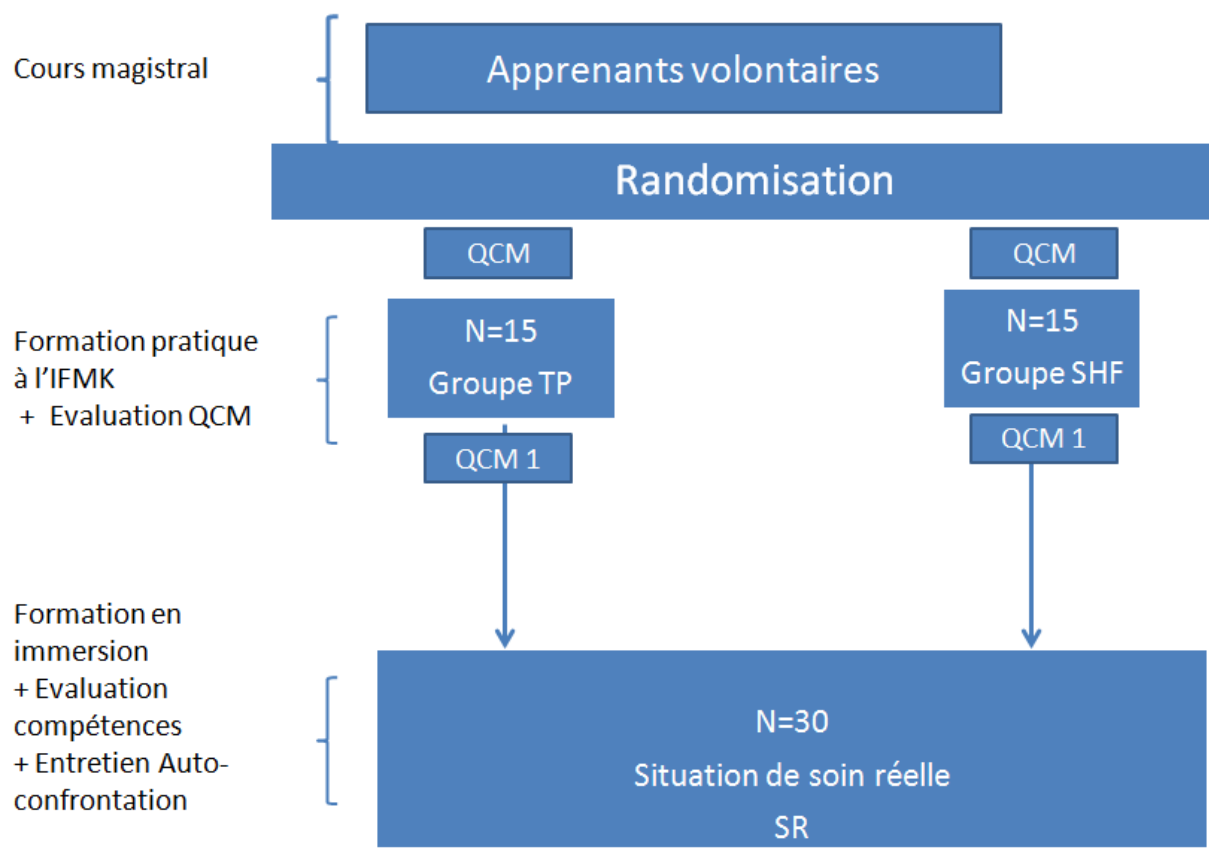 Cours magistral
Apprenants volontaires
Randomisation
QCM
QCM
Formation pratique
à l'IFMK
+ Evaluation QCM
N=15
Groupe TP
N=15
Groupe SHF
QCM 1
QCM 1
Formation en
immersion
+ Evaluation
compétences
+ Entretien Auto-
confrontation
N=30
Situation de soin réelle
SR